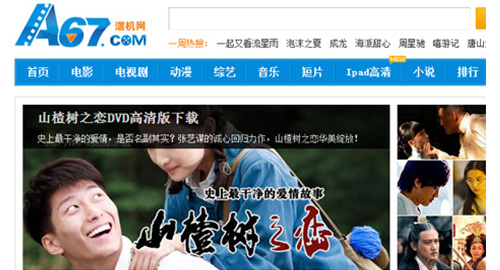 A67.COM 溜机网
一周热搜: 一起又看流星雨 泡沫之夏 成龙 海派甜心 周星驰 嘻游记 唐山
首页 电影 电视剧 动漫 综艺 音乐 短片 Ipad高清 NEW 小说 排行
山楂树之恋DVD高清版下载
史上最干净的爱情，是否名副其实？张艺谋的诚心回归力作，山楂树之恋华美绽放！
史上最干净的爱情故事
山楂树之恋